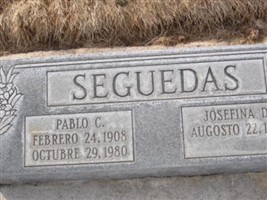 SEGUEDAS
PABLO C.
FEBRERO 24, 1908
OCTUBRE 29, 1980
JOSEFINA
AUGOSTO 22,